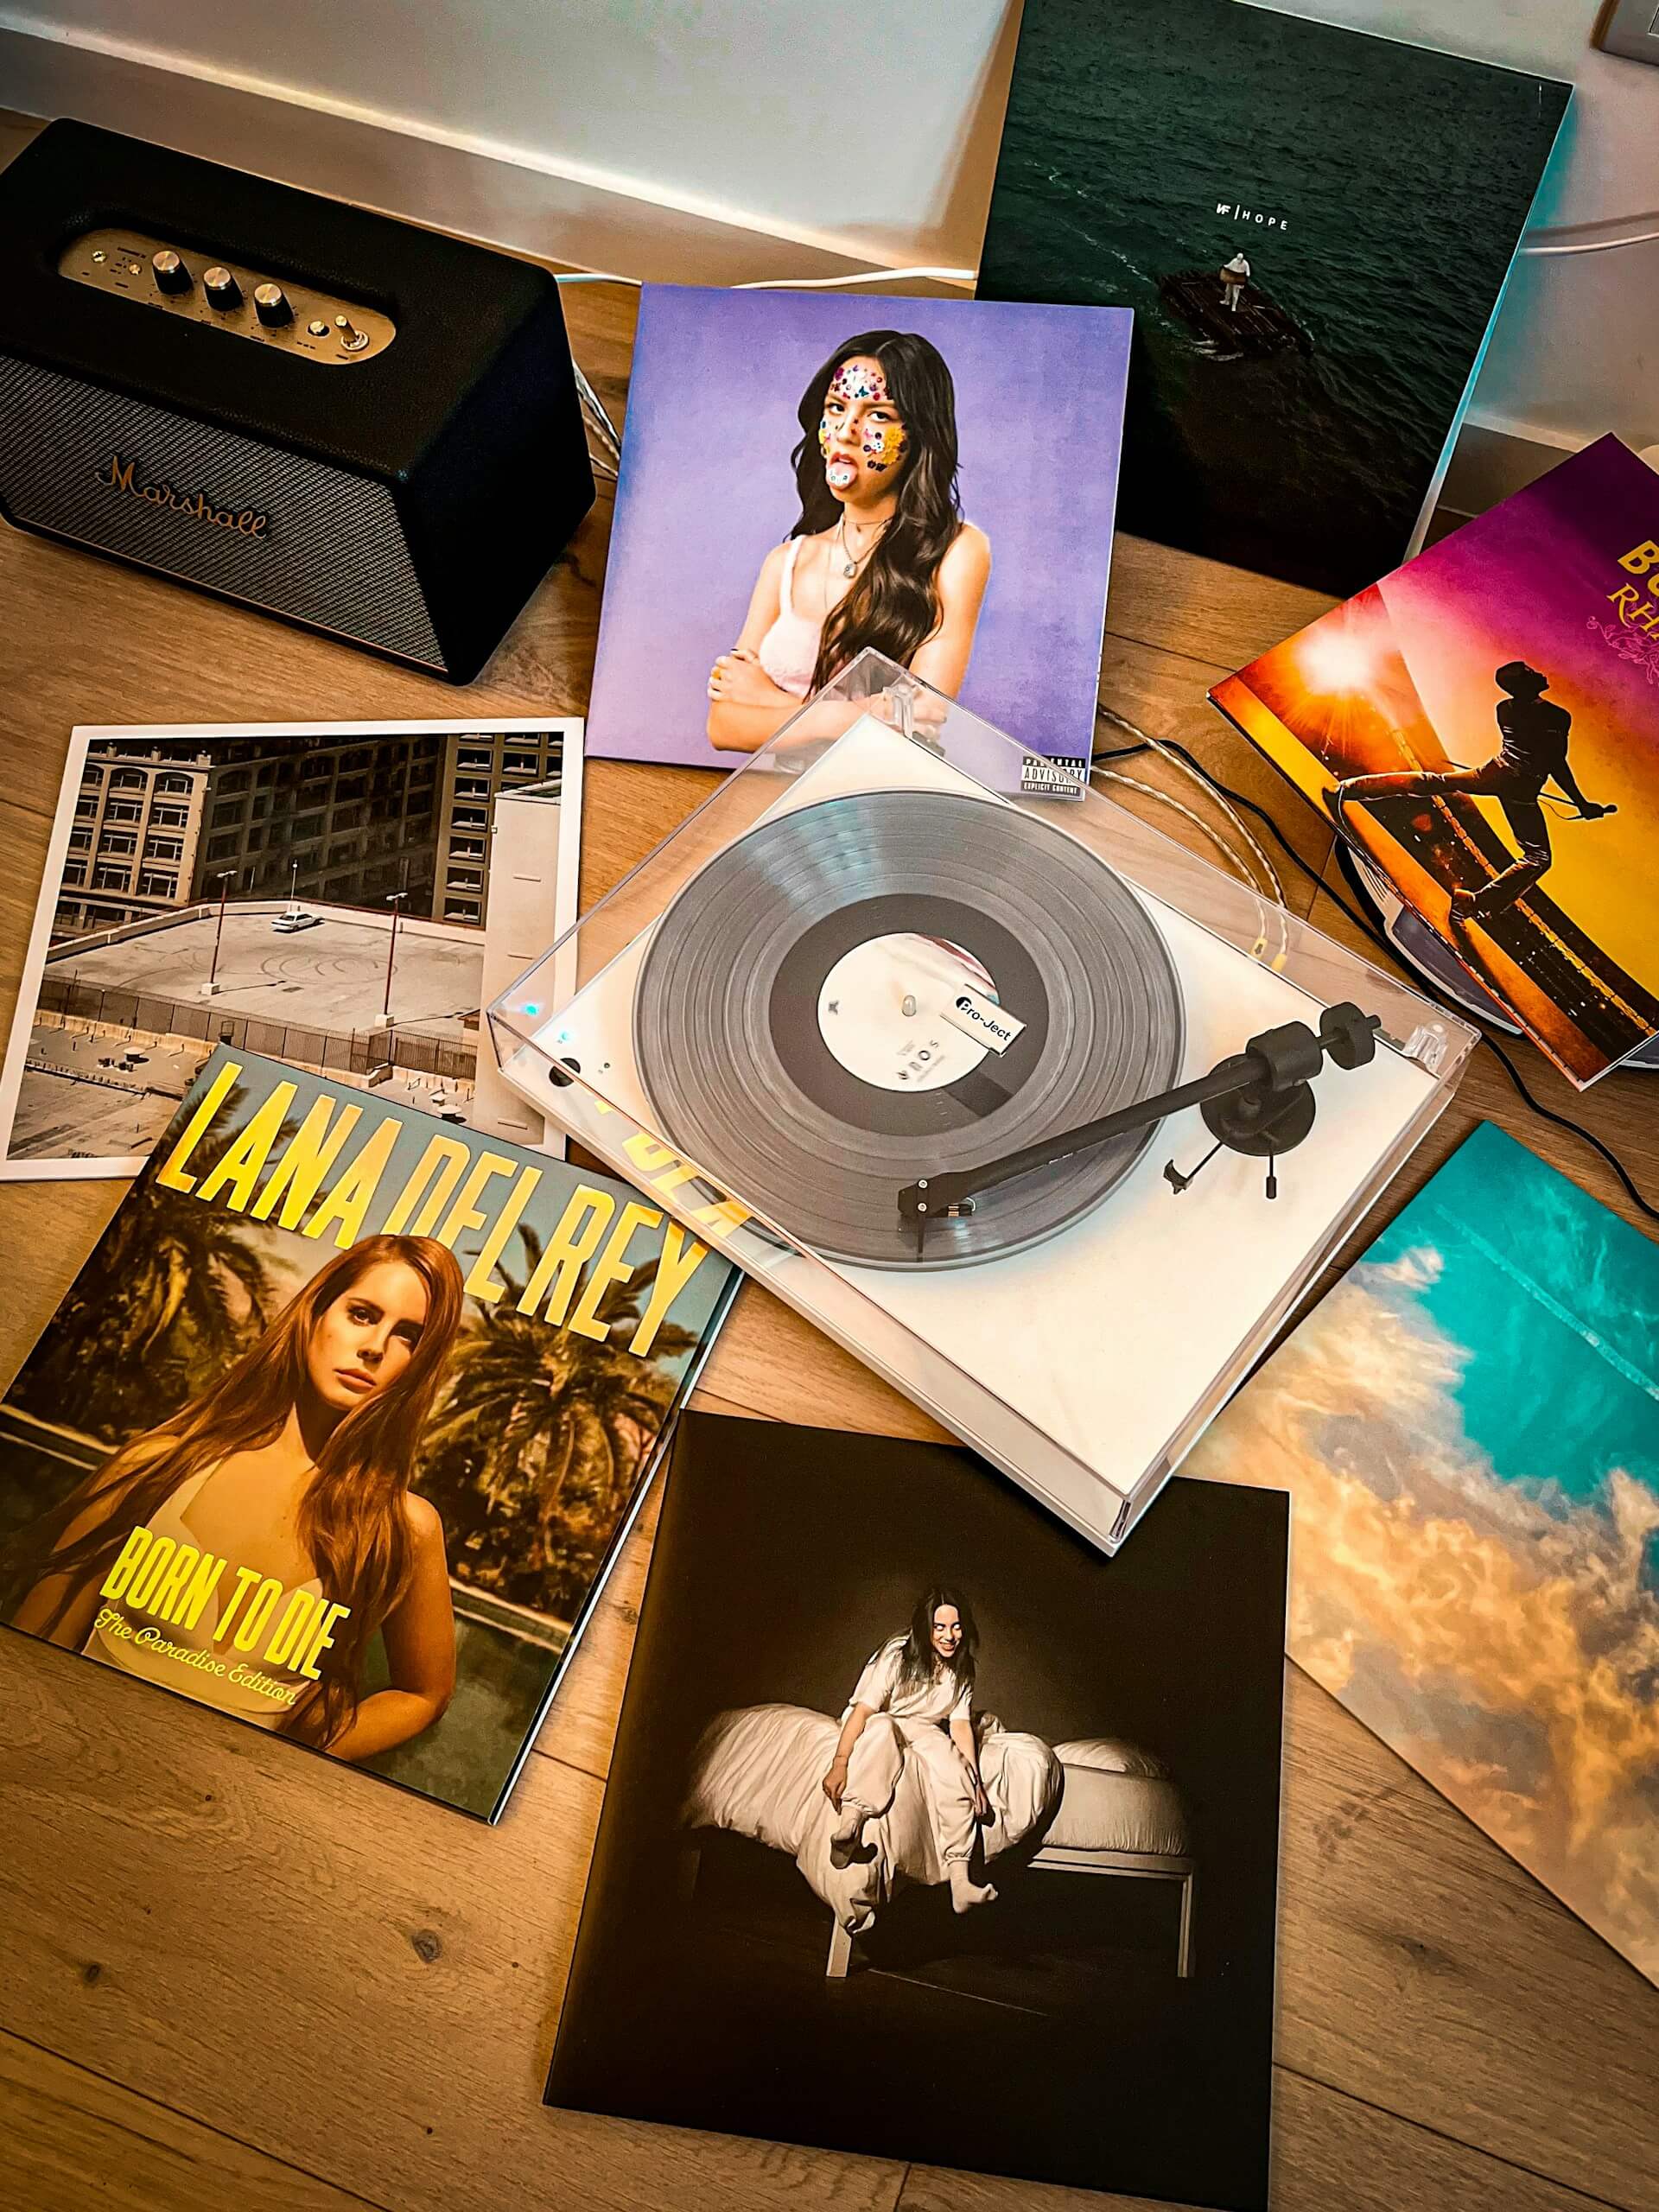 NF | HOPE
Marshall
PARENTAL
ADVISORY
EXPLICIT CONTENT
Pro-Ject
LANA DEL REY
BORN TO DIE
The Paradise Edition